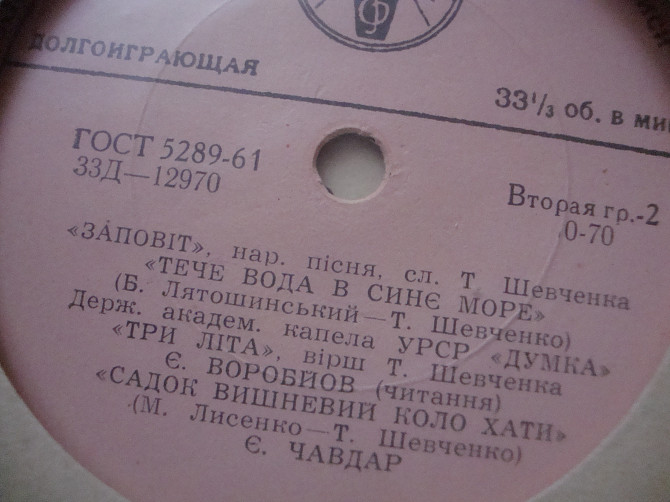 ДОЛГОИГРАЮЩАЯ
33⅓ об. в мин
ГОСТ 5289-61
33Д—12970
Вторая гр.-2
0-70
«ЗАПОВІТ», нар. пісня, сл. Т Шевченка
«ТЕЧЕ ВОДА В СИНЄ МОРЕ»
(Б. Лятошинський—Т. Шевченко)
Держ. академ. капела УРСР «ДУМКА»
«ТРИ ЛІТА», вірш Т. Шевченка
Є. ВОРОБЙОВ (читання)
«САДОК ВИШНЕВИЙ КОЛО ХАТИ»
(М. Лисенко—Т. Шевченко)
Є. ЧАВДАР